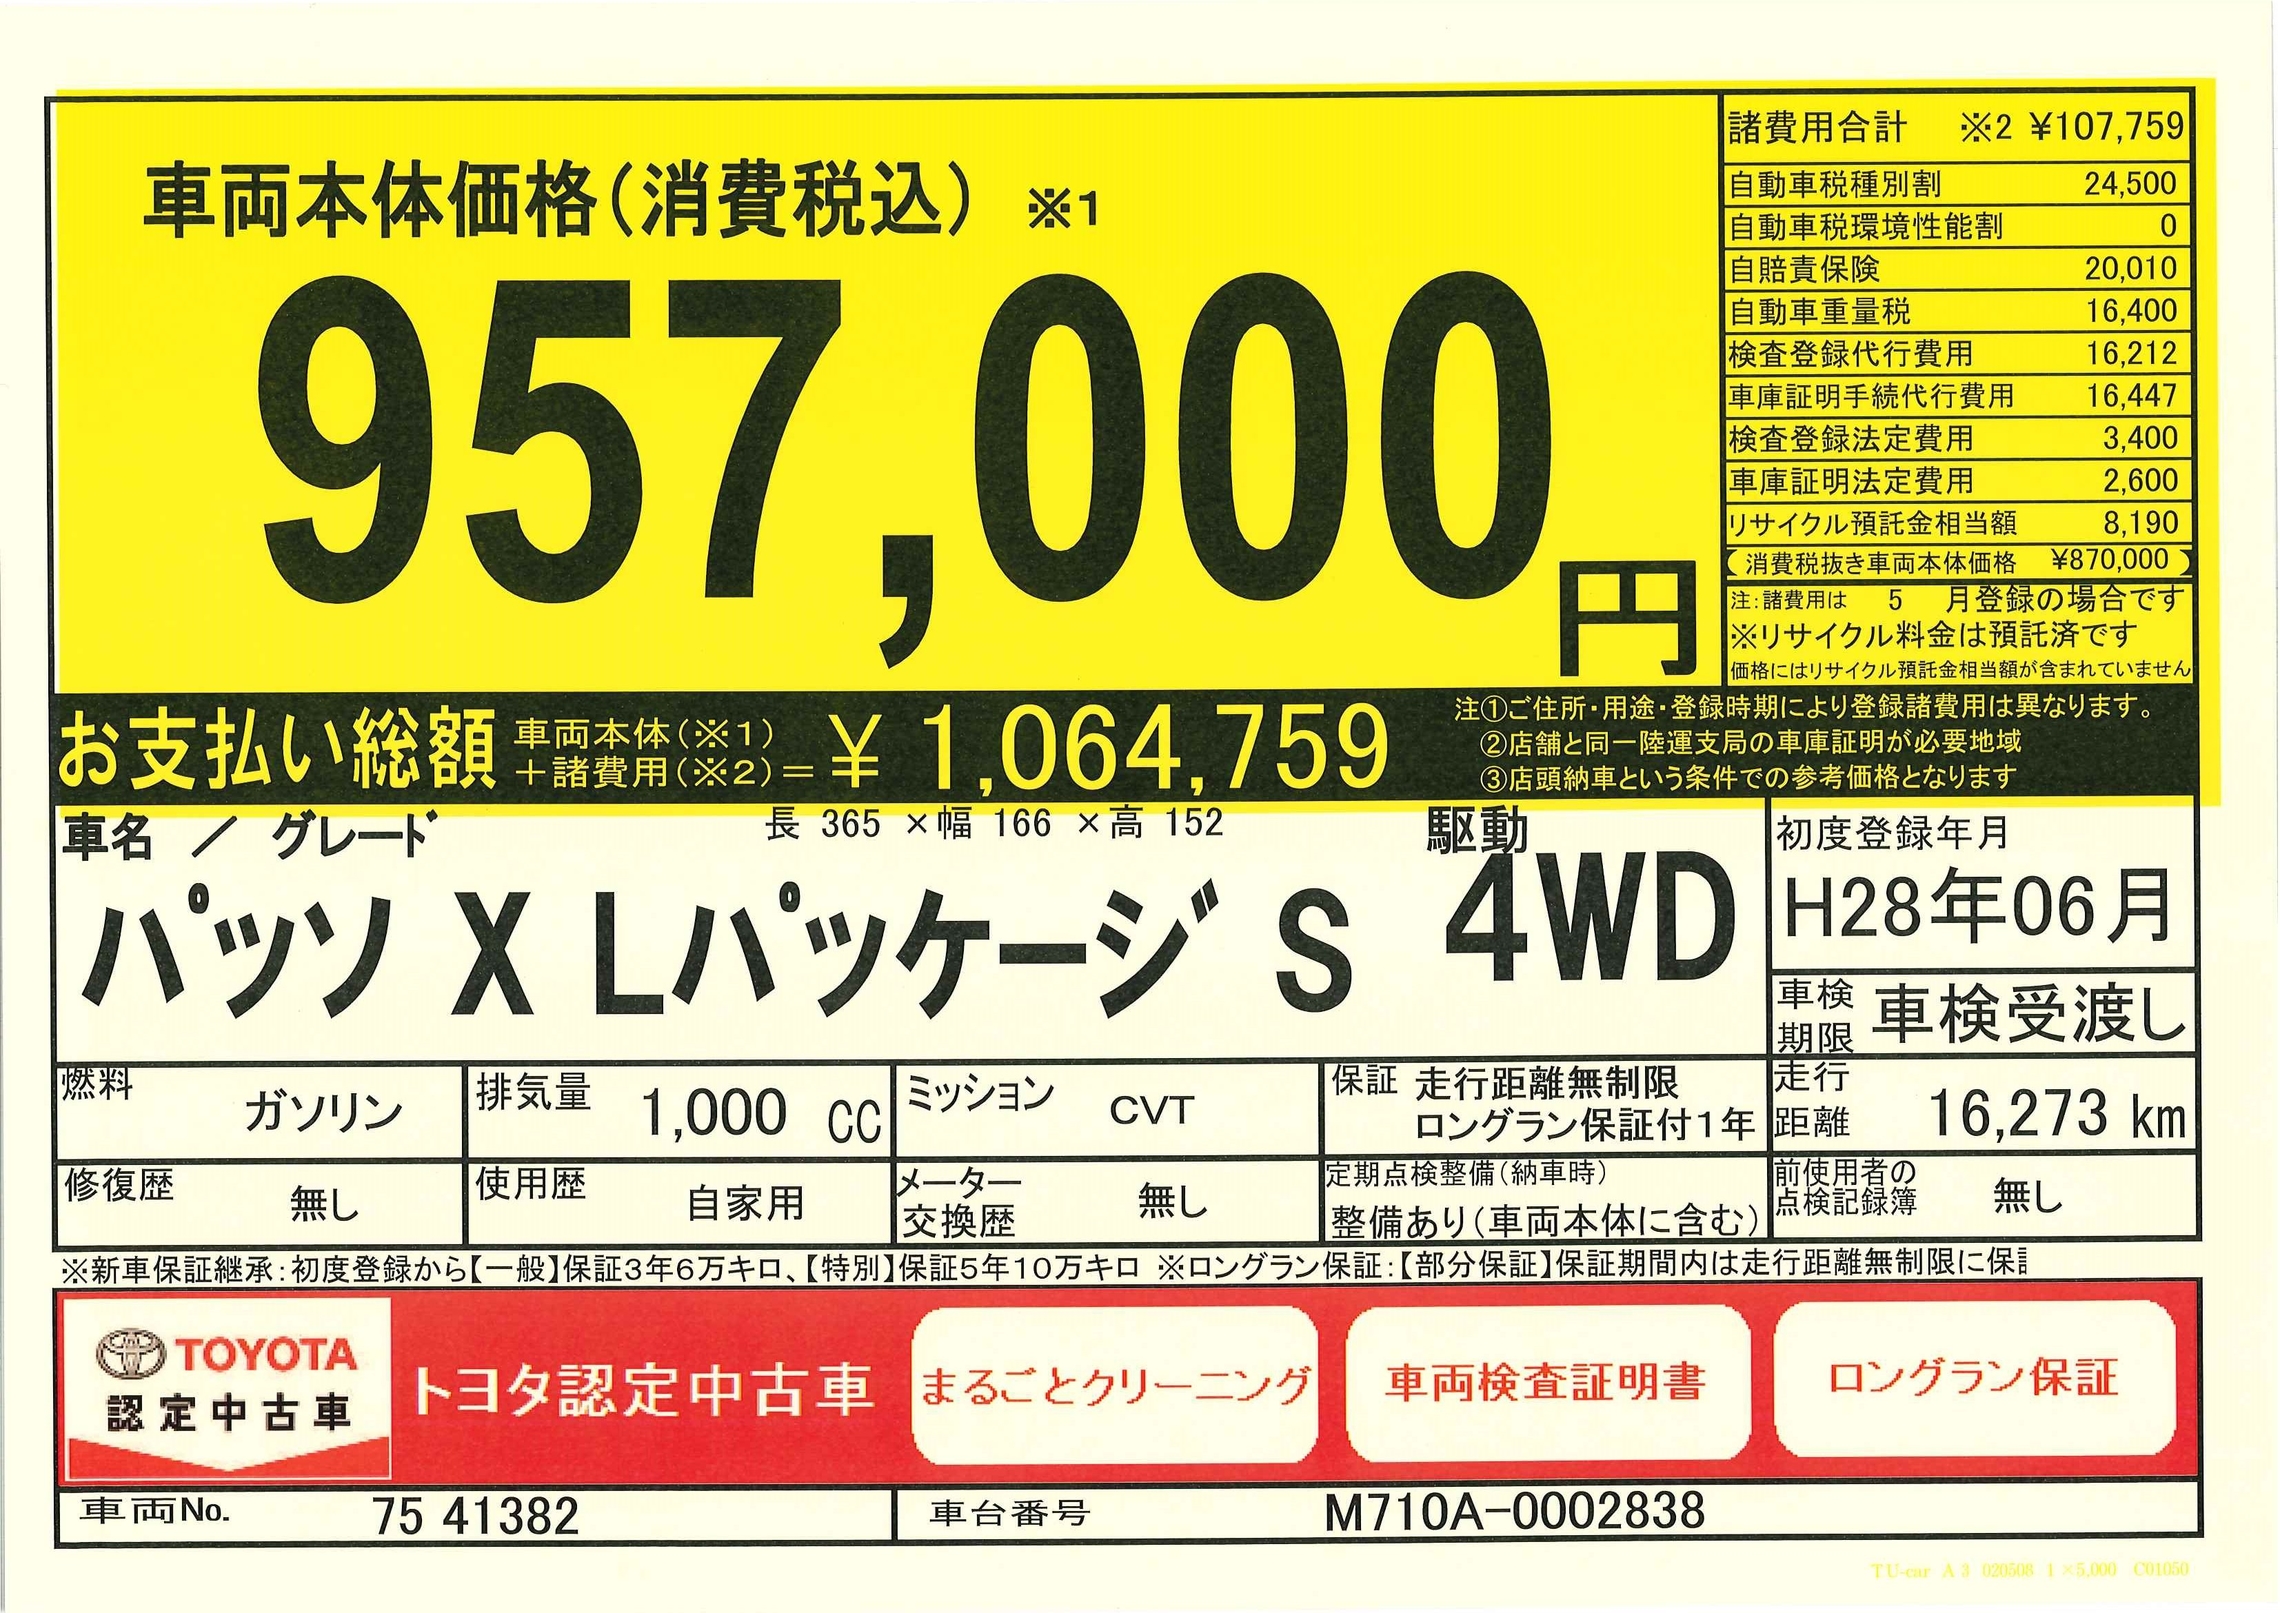 車両本体価格(消費税込) ※1
957,000円
諸費用合計 ※2 ¥107,759
自動車税種別割 24,500
自動車税環境性能割 0
自賠責保険 20,010
自動車重量税 16,400
検査登録代行費用 16,212
車庫証明手続代行費用 16,447
検査登録法定費用 3,400
車庫証明法定費用 2,600
リサイクル預託金相当額 8,190
(消費税抜き車両本体価格 ¥870,000)
注:諸費用は 5 月登録の場合です
※リサイクル料金は預託済です
価格にはリサイクル預託金相当額が含まれていません
お支払い総額 車両本体(※1)
+諸費用(※2)= ¥ 1,064,759
注①ご住所・用途・登録時期により登録諸費用は異なります。
②店舗と同一陸運支局の車庫証明が必要地域
③店頭納車という条件での参考価格となります
車名 / グレード 長 365 ×幅 166 ×高 152
パッソ X Lパッケージ S
駆動
4WD
初度登録年月
H28年06月
車検期限 車検受渡し
燃料 ガソリン
排気量 1,000 CC
ミッション CVT
保証 走行距離無制限
ロングラン保証付1年
走行距離 16,273 km
修復歴 無し
使用歴 自家用
メーター交換歴 無し
定期点検整備(納車時)
整備あり(車両本体に含む)
前使用者の点検記録簿 無し
※新車保証継承:初度登録から【一般】保証3年6万キロ、【特別】保証5年10万キロ ※ロングラン保証:【部分保証】保証期間内は走行距離無制限に保
TOYOTA
認定中古車
トヨタ認定中古車
まるごとクリーニング
車両検査証明書
ロングラン保証
車両No. 75 41382
車台番号 M710A-0002838
TU-car A3 020508 1×5,000 C01050